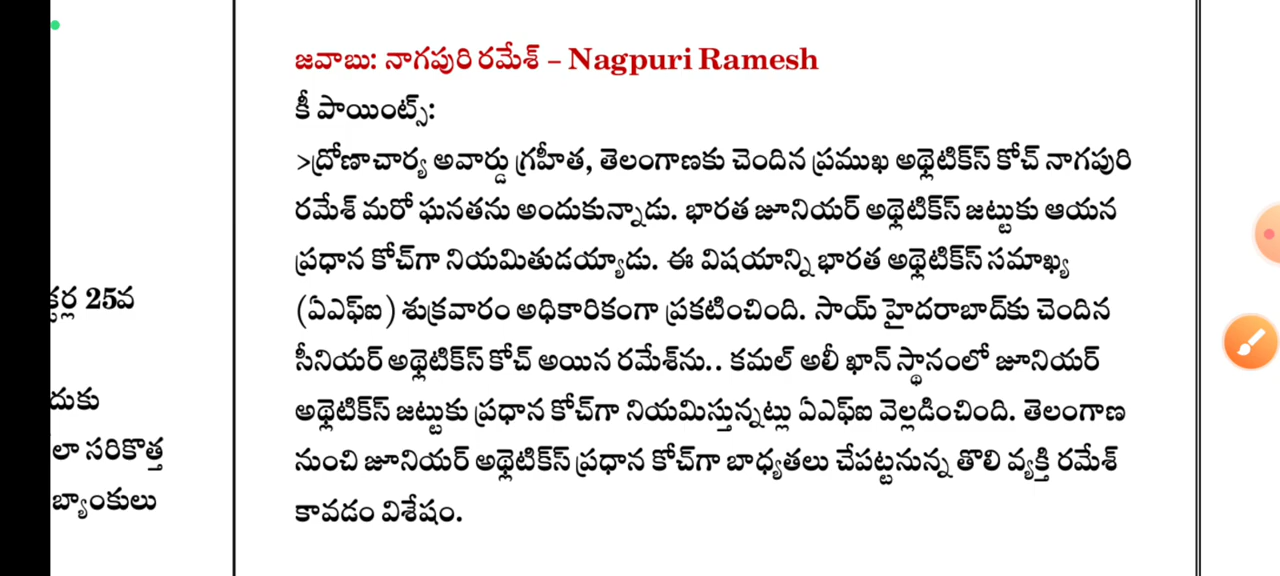 జవాబు: నాగపురి రమేశ్ – Nagpuri Ramesh
కీ పాయింట్స్:
>ద్రోణాచార్య అవార్డు గ్రహీత, తెలంగాణకు చెందిన ప్రముఖ అథ్లెటిక్‌స్ కోచ్ నాగపురి
రమేశ్ మరో ఘనతను అందుకున్నాడు. భారత జూనియర్ అథ్లెటిక్‌స్ జట్టుకు ఆయన
ప్రధాన కోచ్‌గా నియమితుడయ్యాడు. ఈ విషయాన్ని భారత అథ్లెటిక్‌స్ సమాఖ్య
(ఏఎఫ్ఐ) శుక్రవారం అధికారికంగా ప్రకటించింది. సాయ్ హైదరాబాద్‌కు చెందిన
సీనియర్ అథ్లెటిక్‌స్ కోచ్ అయిన రమేశ్‌ను.. కమల్ అలీ ఖాన్ స్థానంలో జూనియర్
అథ్లెటిక్‌స్ జట్టుకు ప్రధాన కోచ్‌గా నియమిస్తున్నట్లు ఏఎఫ్ఐ వెల్లడించింది. తెలంగాణ
నుంచి జూనియర్ అథ్లెటిక్‌స్ ప్రధాన కోచ్‌గా బాధ్యతలు చేపట్టనున్న తొలి వ్యక్తి రమేశ్
కావడం విశేషం.
25వ
దుకు
లా సరికొత్త
బ్యాంకులు